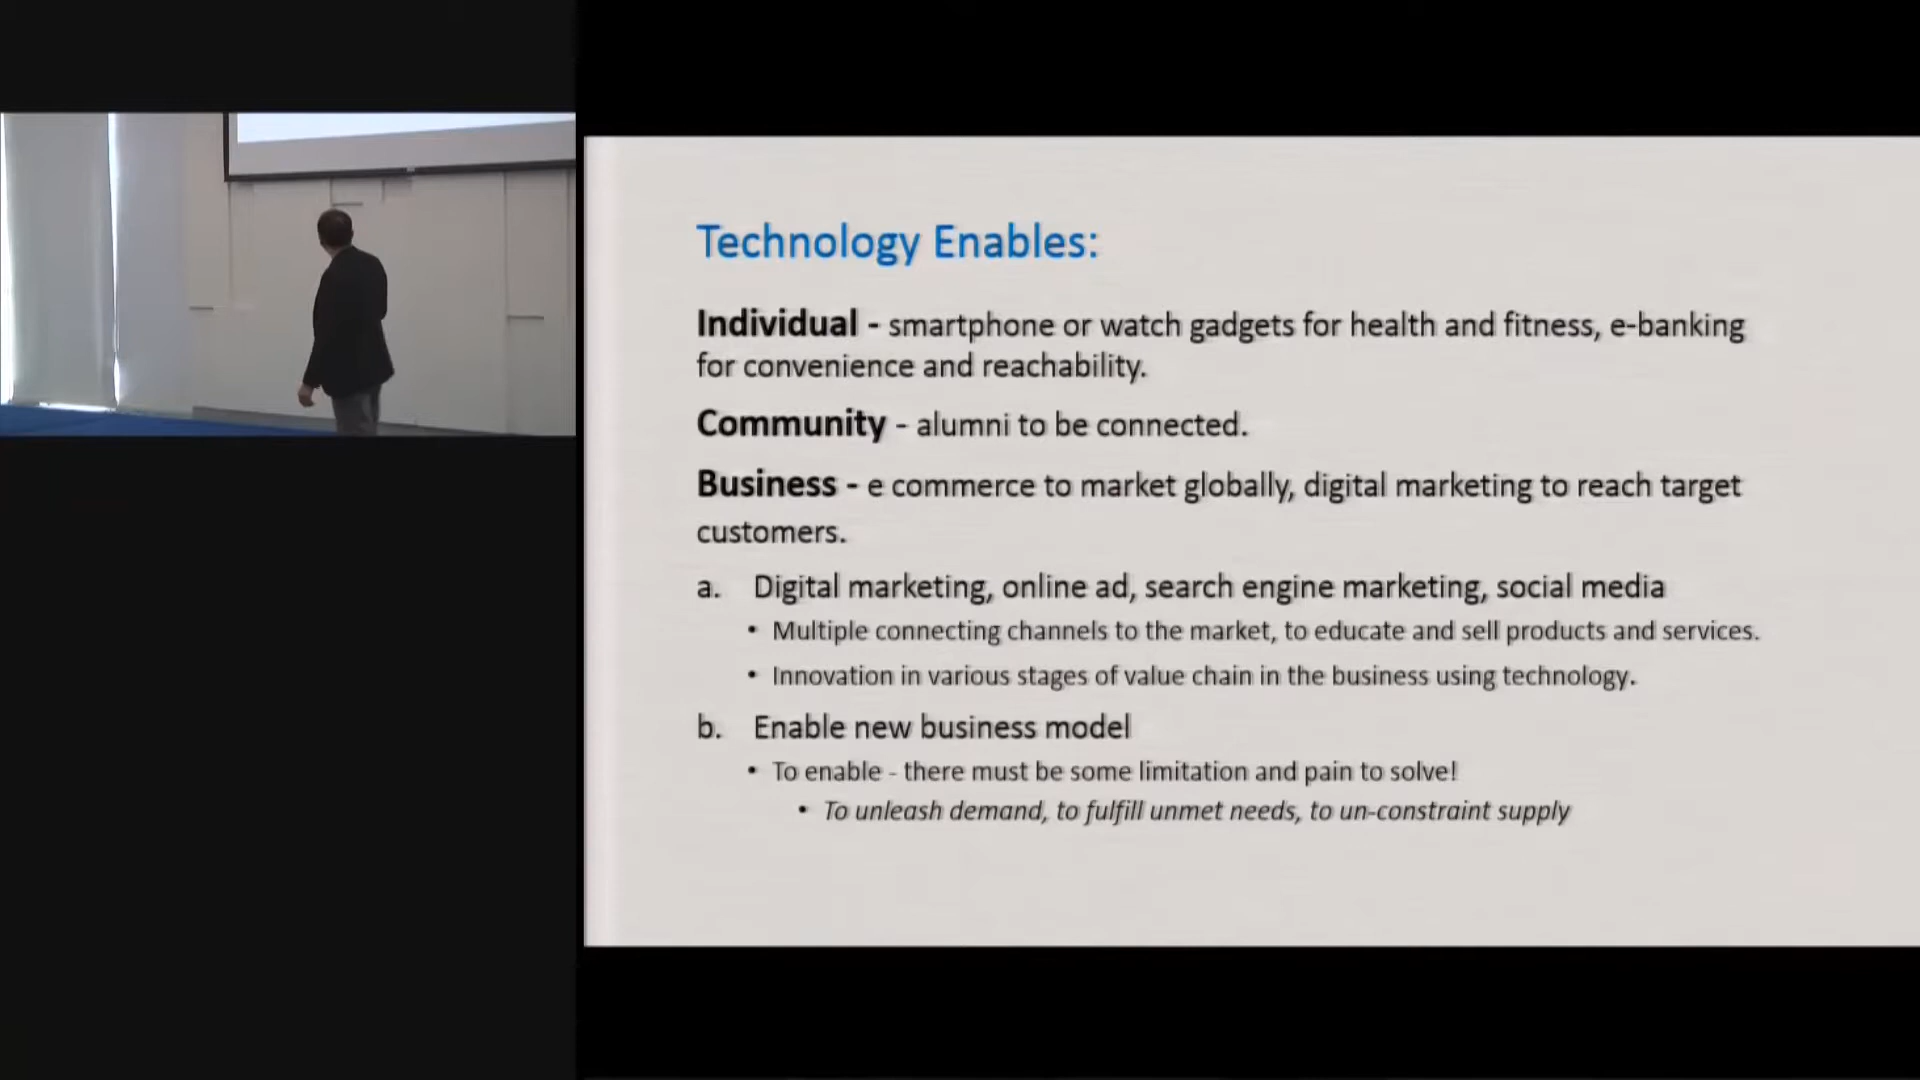 Technology Enables:
Individual - smartphone or watch gadgets for health and fitness, e-banking
for convenience and reachability.
Community - alumni to be connected.
Business - e commerce to market globally, digital marketing to reach target
customers.
a. Digital marketing, online ad, search engine marketing, social media
• Multiple connecting channels to the market, to educate and sell products and services.
• Innovation in various stages of value chain in the business using technology.
b. Enable new business model
• To enable - there must be some limitation and pain to solve!
• To unleash demand, to fulfill unmet needs, to un-constraint supply